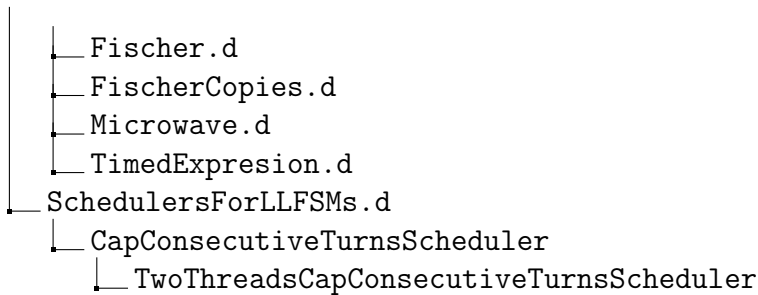 Fischer.d
FischerCopies.d
Microwave.d
TimedExpresion.d
SchedulersForLLFSMs.d
CapConsecutiveTurnsScheduler
TwoThreadsCapConsecutiveTurnsScheduler